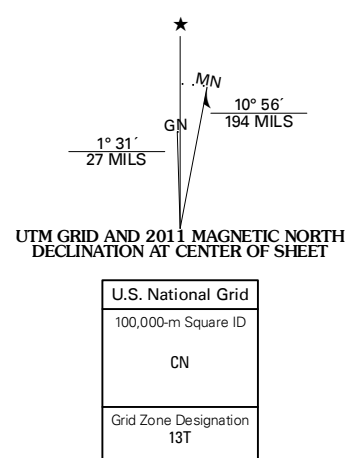 ★
MN
GN
10° 56´
194 MILS
1° 31´
27 MILS
UTM GRID AND 2011 MAGNETIC NORTH
DECLINATION AT CENTER OF SHEET
U.S. National Grid
100,000-m Square ID
CN
Grid Zone Designation
13T